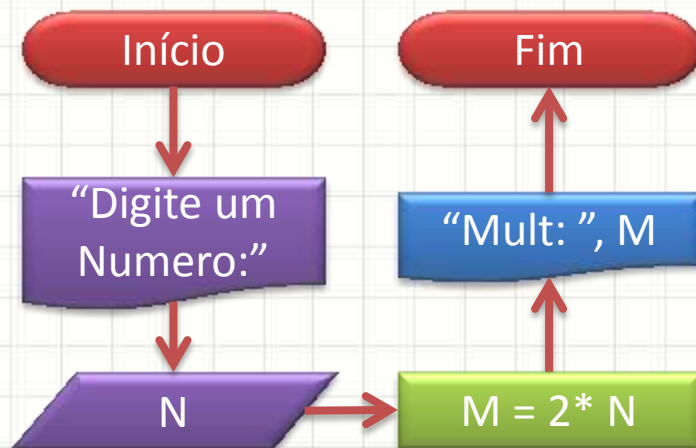 Início
“Digite um
Numero:”
N
M = 2* N
“Mult: ”, M
Fim